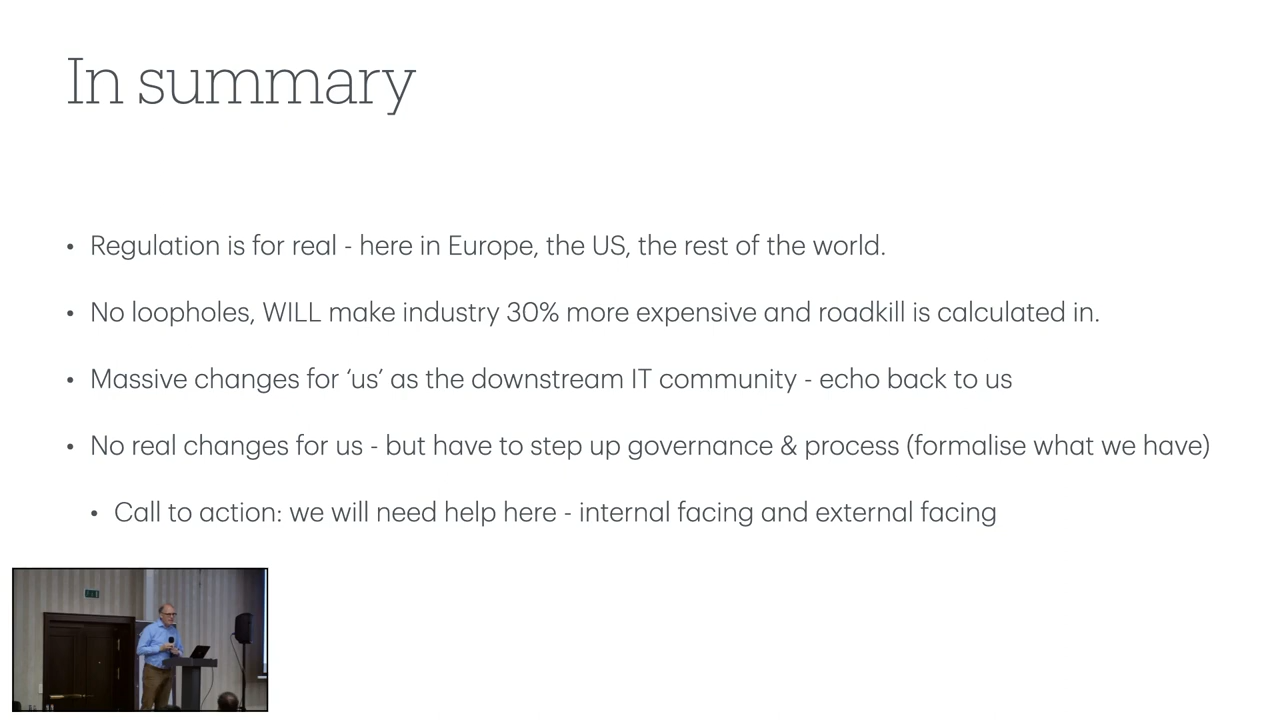 In summary
• Regulation is for real - here in Europe, the US, the rest of the world.
• No loopholes, WILL make industry 30% more expensive and roadkill is calculated in.
• Massive changes for ‘us’ as the downstream IT community - echo back to us
• No real changes for us - but have to step up governance & process (formalise what we have)
• Call to action: we will need help here - internal facing and external facing